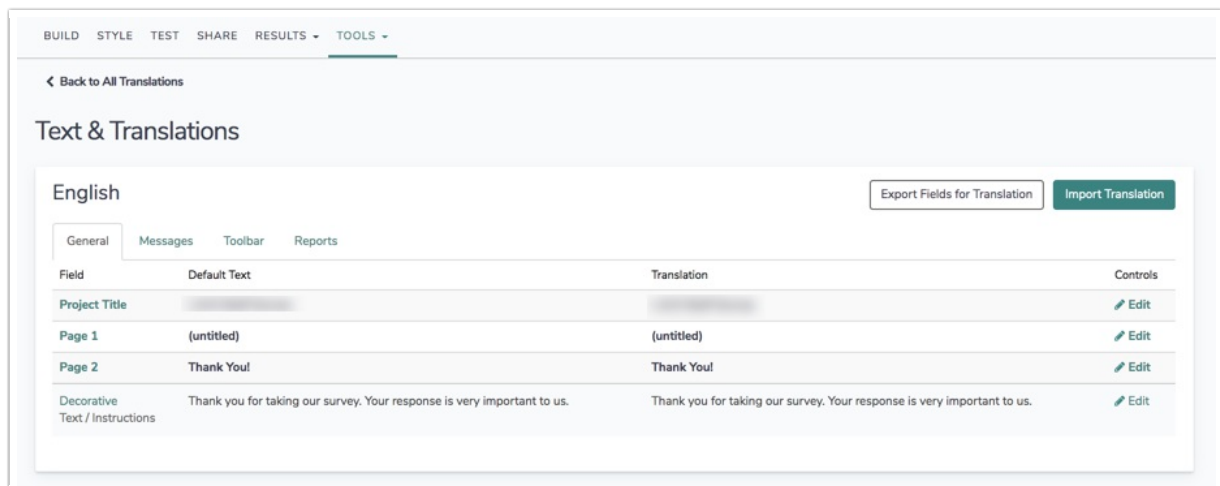 BUILD STYLE TEST SHARE RESULTS TOOLS
Back to All Translations
Text & Translations
English
Export Fields for Translation
Import Translation
General Messages Toolbar Reports
Field Default Text Translation Controls
Project Title Edit
Page 1 (untitled) (untitled) Edit
Page 2 Thank You! Thank You! Edit
Decorative Thank you for taking our survey. Your response is very important to us. Thank you for taking our survey. Your response is very important to us. Edit
Text / Instructions